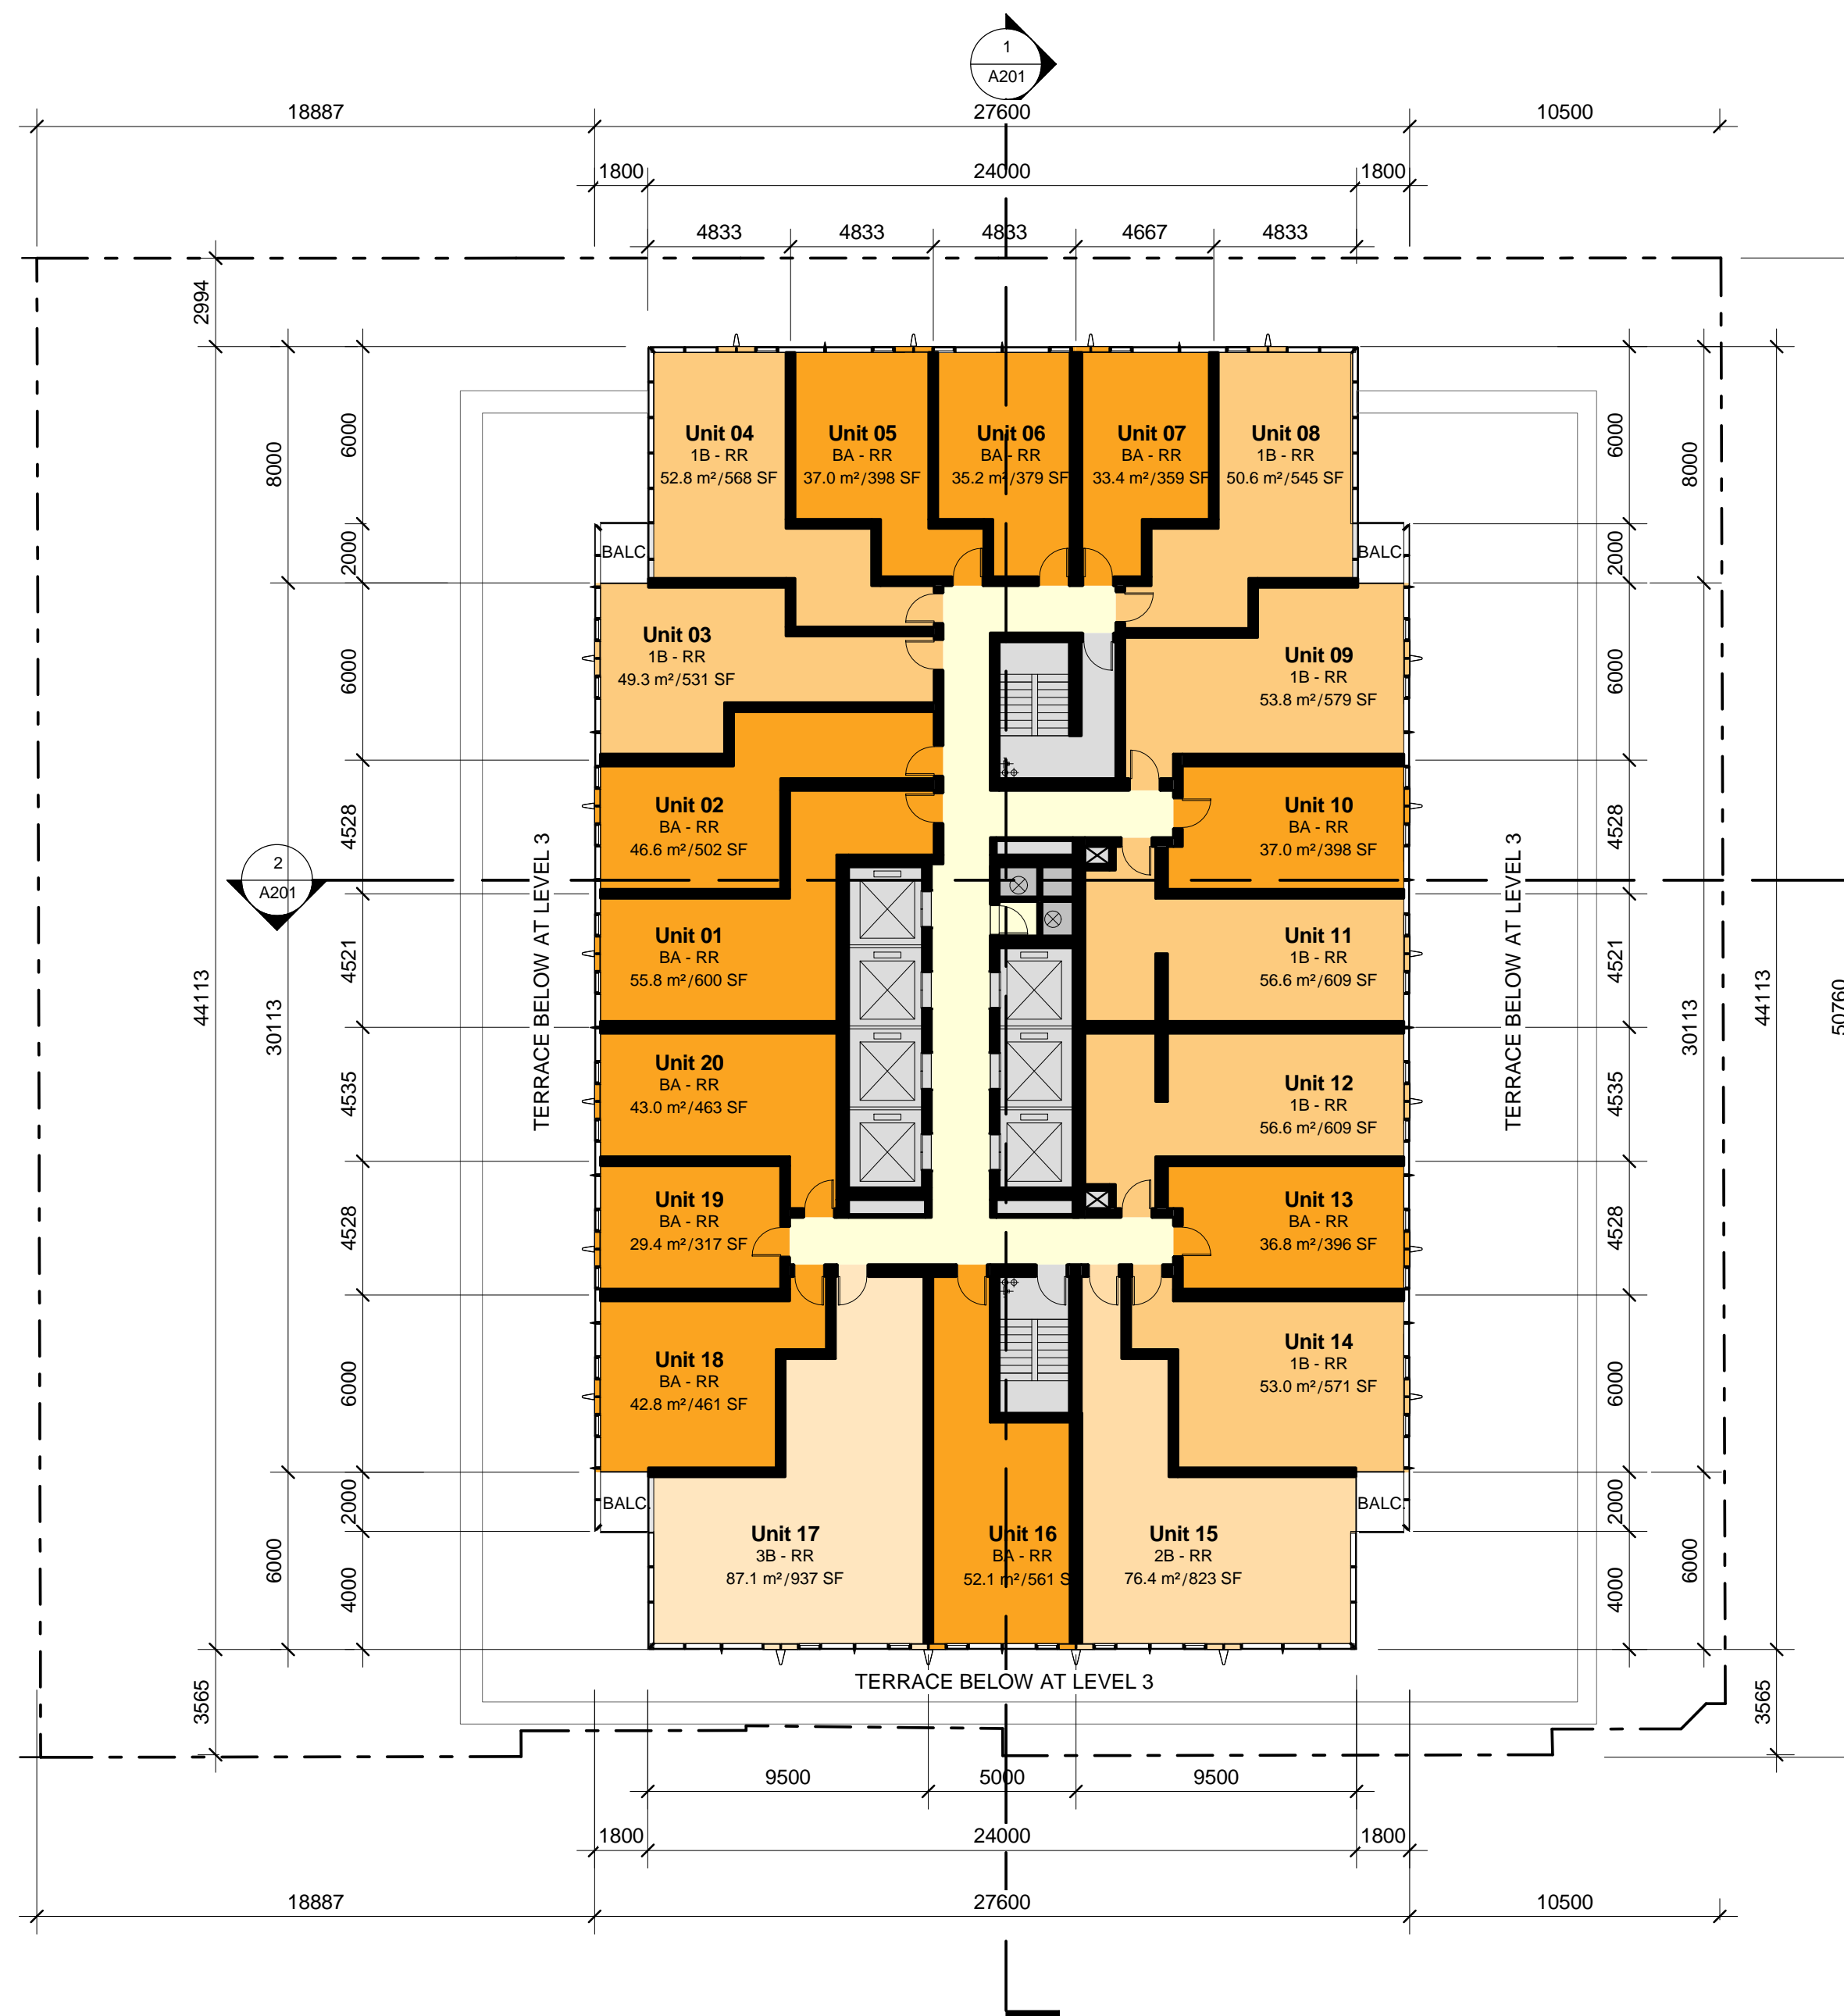 1
A201
18887
27600
10500
1800
24000
1800
4833
4833
4833
4667
4833
2994
44113
3565
8000
30113
6000
6000
2000
6000
4528
4521
4535
4528
6000
2000
4000
Unit 04
1B - RR
52.8 m²/568 SF
Unit 05
BA - RR
37.0 m²/398 SF
Unit 06
BA - RR
35.2 m²/379 SF
Unit 07
BA - RR
33.4 m²/359 SF
Unit 08
1B - RR
50.6 m²/545 SF
BALC.
BALC.
Unit 03
1B - RR
49.3 m²/531 SF
Unit 09
1B - RR
53.8 m²/579 SF
Unit 02
BA - RR
46.6 m²/502 SF
Unit 10
BA - RR
37.0 m²/398 SF
2
A201
TERRACE BELOW AT LEVEL 3
Unit 01
BA - RR
55.8 m²/600 SF
Unit 11
1B - RR
56.6 m²/609 SF
TERRACE BELOW AT LEVEL 3
Unit 20
BA - RR
43.0 m²/463 SF
Unit 12
1B - RR
56.6 m²/609 SF
Unit 19
BA - RR
29.4 m²/317 SF
Unit 13
BA - RR
36.8 m²/396 SF
Unit 18
BA - RR
42.8 m²/461 SF
Unit 14
1B - RR
53.0 m²/571 SF
BALC.
BALC.
Unit 17
3B - RR
87.1 m²/937 SF
Unit 16
BA - RR
52.1 m²/561 S
Unit 15
2B - RR
76.4 m²/823 SF
TERRACE BELOW AT LEVEL 3
6000
2000
6000
4528
4521
4535
4528
6000
2000
4000
8000
30113
6000
44113
3565
50760
9500
5000
9500
1800
24000
1800
18887
27600
10500